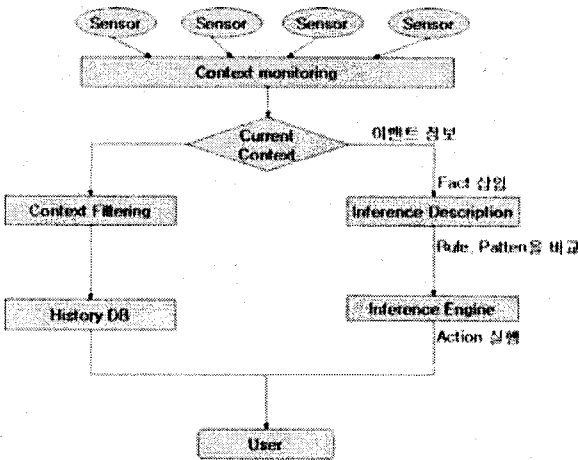 Sensor Sensor Sensor Sensor
Context monitoring
이벤트 정보
Current
Context
Fact 삽입
Context Filtering
Inference Description
Rule, Patten을 비교
History DB
Inference Engine
Action 실행
User